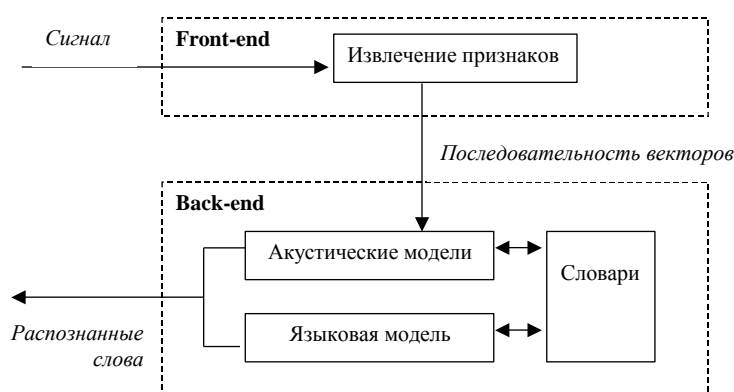 Сигнал
Front-end
Извлечение признаков
Последовательность векторов
Back-end
Акустические модели
Словари
Языковая модель
Распознанные
слова